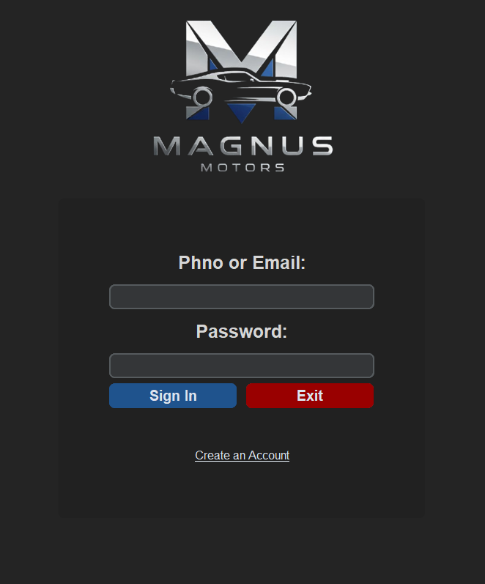 M
MAGNUS
MOTORS
Phno or Email:
Password:
Sign In
Exit
Create an Account